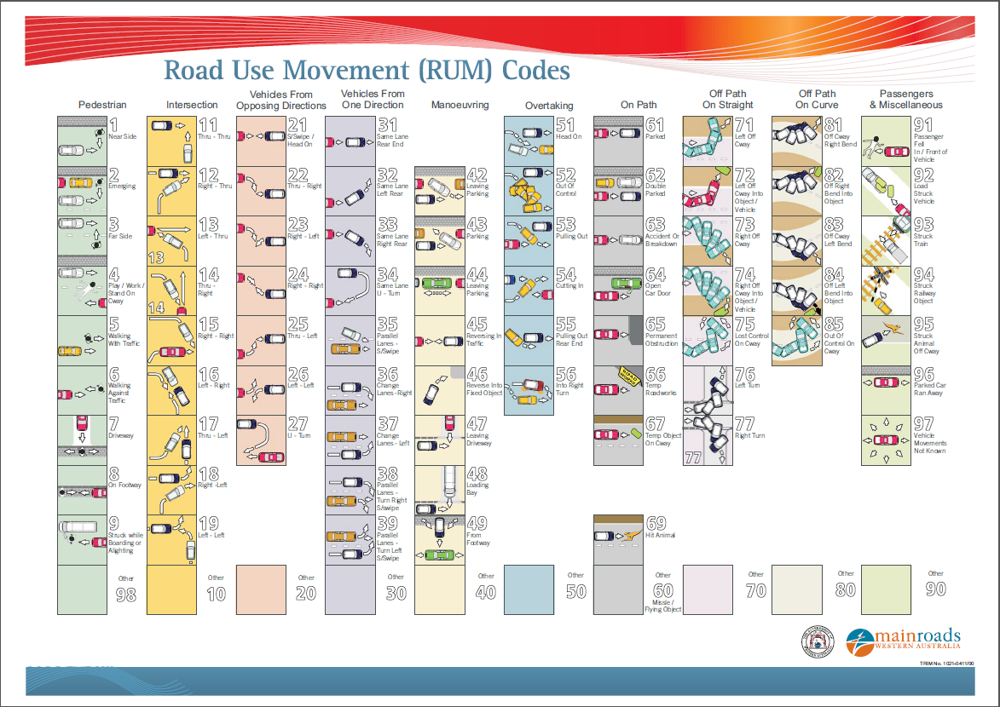 Road Use Movement (RUM) Codes
Pedestrian
1
Near Side
2
Emerging
3
Far Side
4
Play / Work /
Stand On
Cway
5
Walking
With Traffic
6
Walking
Against
Traffic
7
Driveway
8
On Footway
9
Struck while
Boarding or
Alighting
Other
98
Intersection
11
Thru - Thru
12
Right - Thru
13
Left - Thru
13
14
Thru -
Right
14
15
Right - Right
16
Left - Right
17
Thru - Left
18
Right -Left
19
Left - Left
Other
10
Vehicles From
Opposing Directions
21
S/Swipe /
Head On
22
Thru - Right
23
Right - Left
24
Right - Right
25
Thru - Left
26
Left - Left
27
U - Turn
Other
20
Vehicles From
One Direction
31
Same Lane
Rear End
32
Same Lane
Left Rear
33
Same Lane
Right Rear
34
Same Lane
U - Turn
35
Parallel
Lanes -
S/Swipe
36
Change
Lanes -Right
37
Change
Lanes - Left
38
Parallel
Lanes -
Turn Right
S/swipe
39
Parallel
Lanes -
Turn Left
S/Swipe
Other
30
Manoeuvring
42
Leaving
Parking
43
Leaving
Parking
44
Leaving
Parking
45
Reversing In
Traffic
46
Reverse Into
Fixed Object
47
Leaving
Driveway
48
Loading
Bay
49
From
Footway
Other
40
Overtaking
51
Head On
52
Out Of
Control
53
Pulling Out
54
Cutting In
55
Pulling Out
Rear End
56
Into Right
Turn
Other
50
On Path
61
Parked
62
Double
Parked
63
Accident Or
Breakdown
64
Open
Car Door
65
Permanent
Obstruction
66
Temp
Roadworks
67
Temp Object
On Cway
69
Hit Animal
Other
60
Missle /
Flying Object
Off Path
On Straight
71
Left Off
Cway
72
Left Off
Cway Into
Object /
Vehicle
73
Right Off
Cway
74
Right Off
Cway Into
Object /
Vehicle
75
Lost Control
On Cway
76
Left Turn
77
Right Turn
77
Other
70
Off Path
On Curve
81
Off Cway
Right Bend
82
Off Right
Bend Into
Object
83
Off Cway
Left Bend
84
Off Left
Bend Into
Object
85
Out Of
Control On
Cway
Other
80
Passengers
& Miscellaneous
91
Passenger
Fell
In / Front of
Vehicle
92
Load
Struck
Vehicle
93
Struck
Train
94
Struck
Railway
Object
95
Struck
Animal
Off Cway
96
Parked Car
Ran Away
97
Vehicle
Movements
Not Known
Other
90
mainroads
WESTERN AUSTRALIA
TRIM No. 1021-0411/00